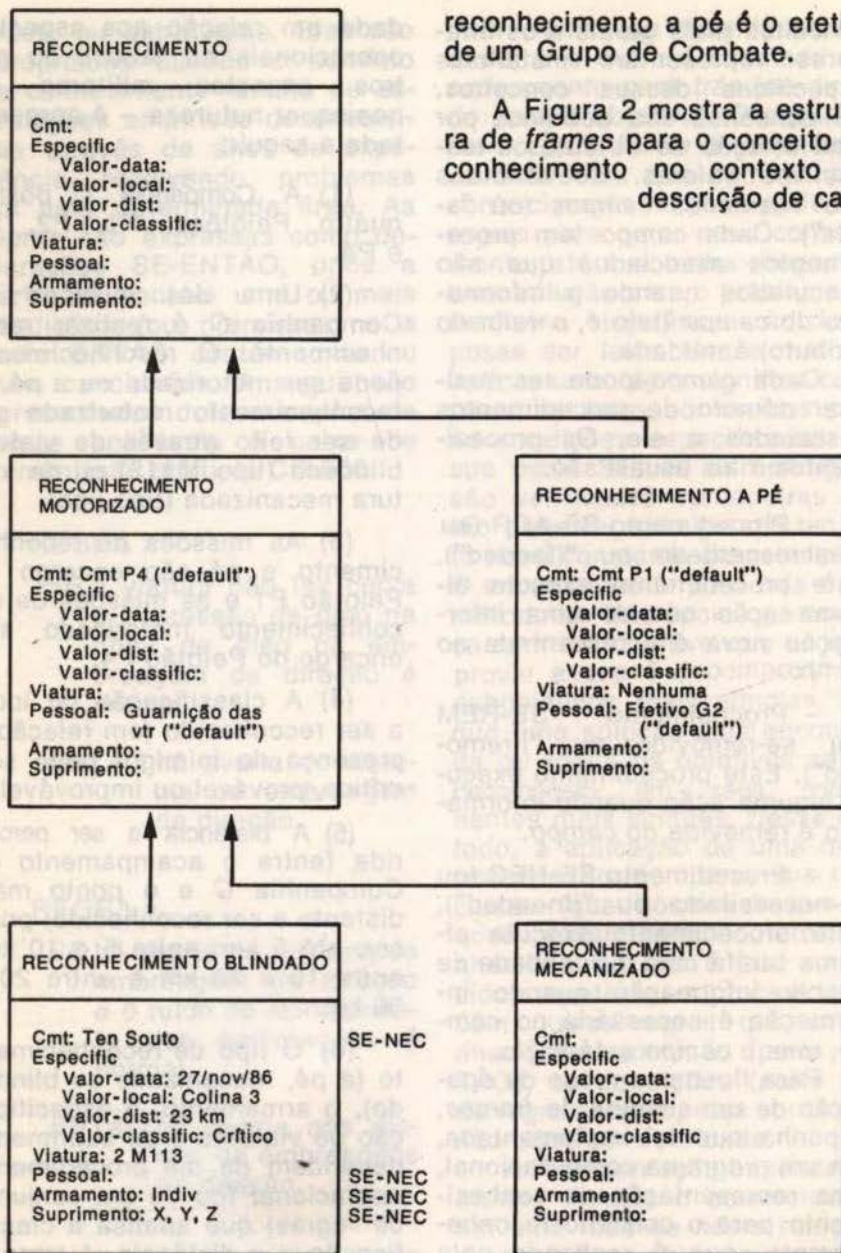 reconhecimento a pé é o efeti
de um Grupo de Combate.
A Figura 2 mostra a estru
ra de frames para o conceito
conhecimento no contexto
descrição de ca
RECONHECIMENTO
Cmt:
Especific
Valor-data:
Valor-local:
Valor-dist:
Valor-classific:
Viatura:
Pessoal:
Armamento:
Suprimento:
RECONHECIMENTO
MOTORIZADO
Cmt: Cmt P4 ("default")
Especific
Valor-data:
Valor-local:
Valor-dist:
Valor-classific:
Viatura:
Pessoal: Guarnição das
vtr ("default")
Armamento:
Suprimento:
RECONHECIMENTO A PÉ
Cmt: Cmt P1 ("default")
Especific
Valor-data:
Valor-local:
Valor-dist:
Valor-classific:
Viatura: Nenhuma
Pessoal: Efetivo G2
("default")
Armamento:
Suprimento:
RECONHECIMENTO BLINDADO
Cmt: Ten Souto SE-NEC
Especific
Valor-data: 27/nov/86
Valor-local: Colina 3
Valor-dist: 23 km
Valor-classific: Crítico
Viatura: 2 M113
Pessoal: SE-NEC
Armamento: Indiv SE-NEC
Suprimento: X, Y, Z SE-NEC
RECONHECIMENTO
MECANIZADO
Cmt:
Especific
Valor-data:
Valor-local:
Valor-dist:
Valor-classific
Viatura:
Pessoal:
Armamento:
Suprimento: